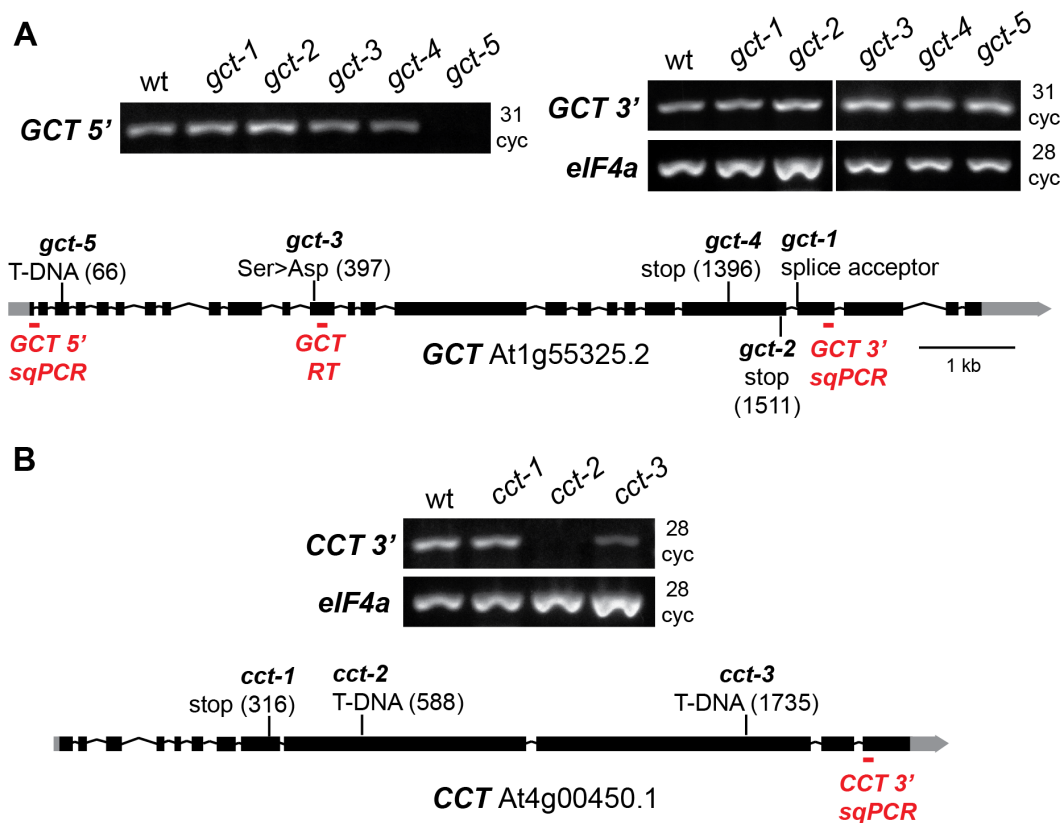 A
wt gct-1 gct-2 gct-3 gct-4 gct-5
GCT 5’
31
cyc
wt gct-1 gct-2 gct-3 gct-4 gct-5
GCT 3’
31
cyc
eIF4a
28
cyc
gct-5
T-DNA (66)
gct-3
Ser>Asp (397)
gct-4
stop (1396)
gct-1
splice acceptor
GCT 5’
sqPCR
GCT
RT
GCT At1g55325.2
gct-2
stop
(1511)
GCT 3’
sqPCR
1 kb
B
wt cct-1 cct-2 cct-3
CCT 3’
28
cyc
eIF4a
28
cyc
cct-1
stop (316)
cct-2
T-DNA (588)
cct-3
T-DNA (1735)
CCT At4g00450.1
CCT 3’
sqPCR